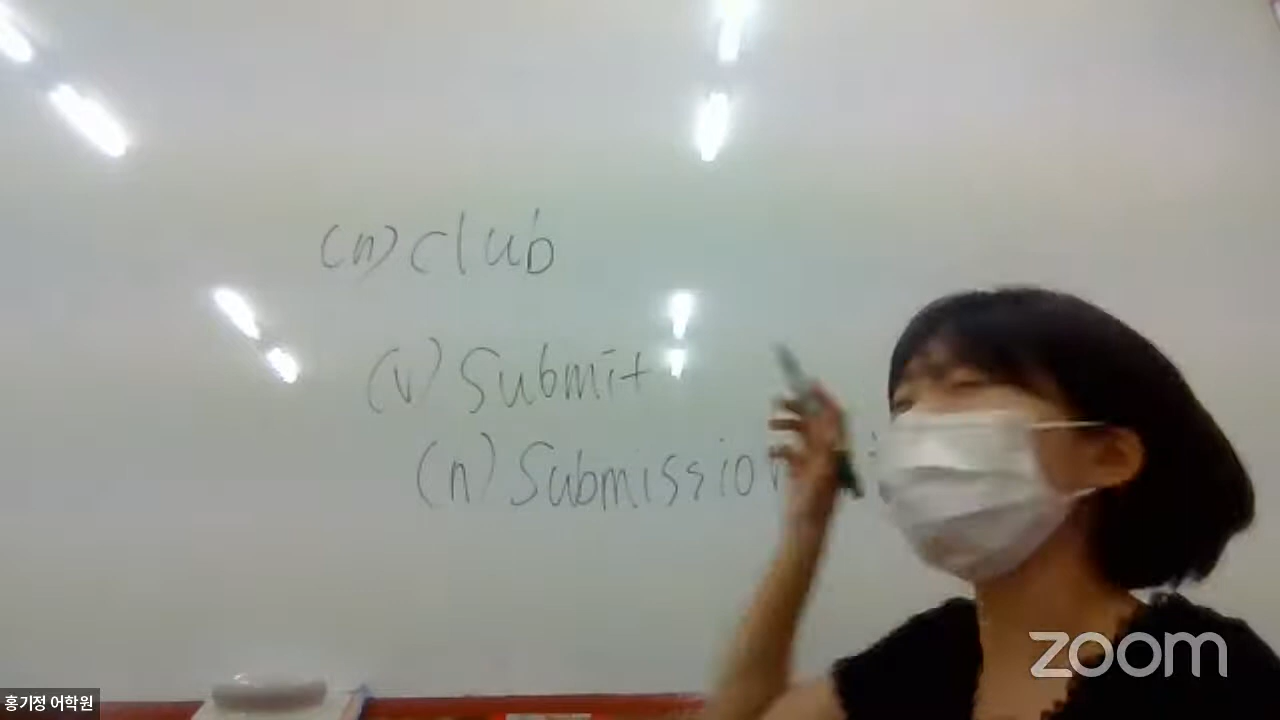 (n) club
(v) submit
(n) submission
홍기정 어학원
zoom